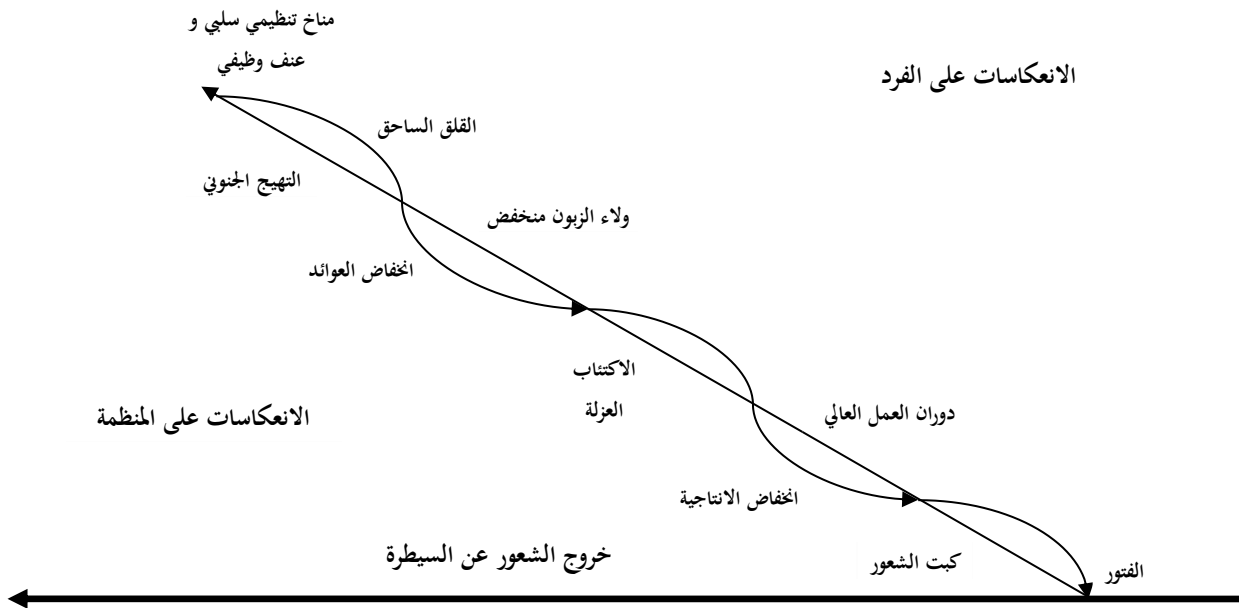 مناخ تنظيمي سلبي و
عنف وظيفي
الانعكاسات على الفرد
القلق الساحق
التهيج الجنوني
ولاء الزبون منخفض
انخفاض العوائد
الاكتئاب
العزلة
دوران العمل العالي
الانعكاسات على المنظمة
انخفاض الانتاجية
خروج الشعور عن السيطرة
كبت الشعور
الفتور